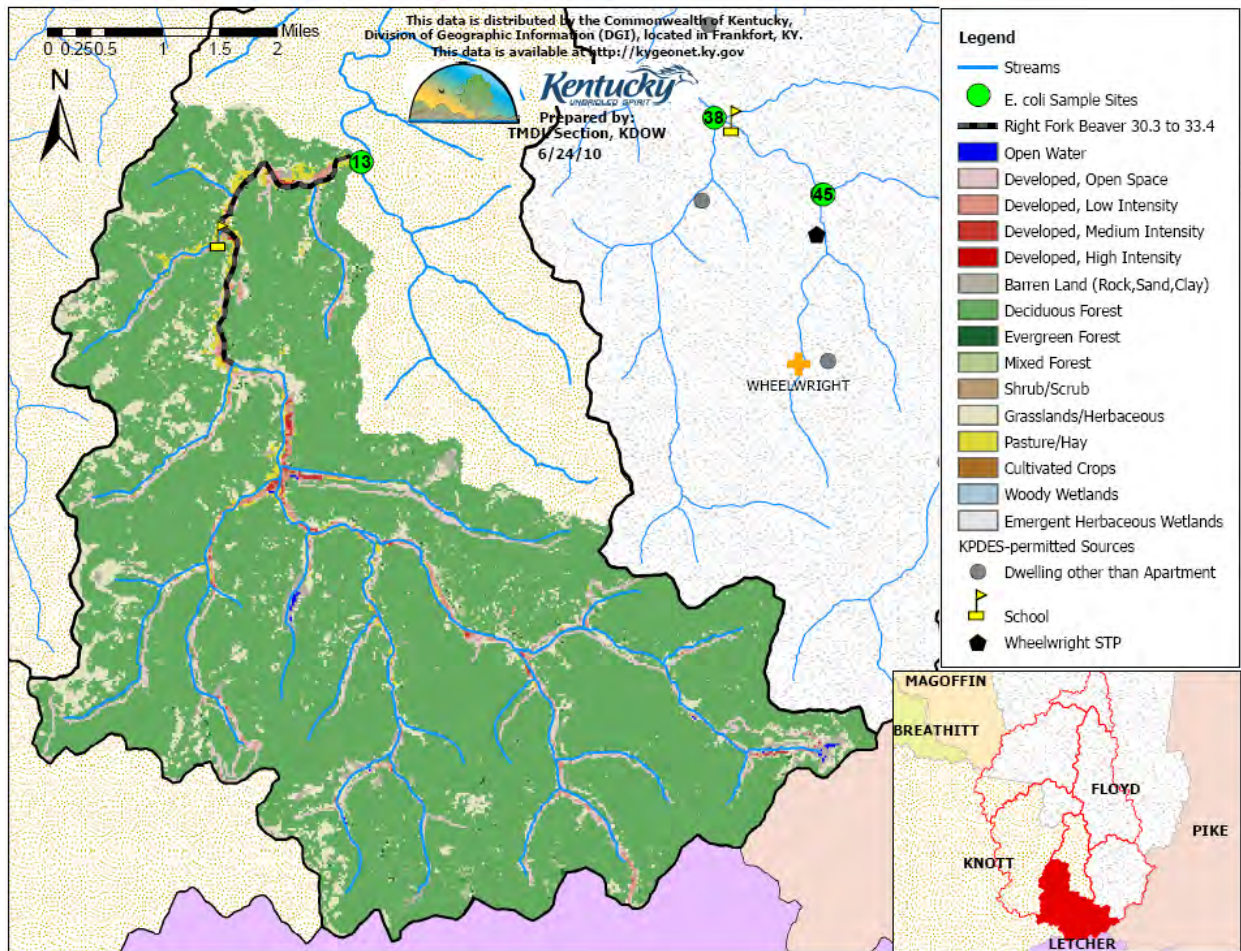 This data is distributed by the Commonwealth of Kentucky,
Division of Geographic Information (DGI), located in Frankfort, KY.
This data is available at http://kygeonet.ky.gov
Miles
0 0.25 0.5 1 1.5 2
N
Kentucky
UNBRIDLED SPIRIT
Prepared by:
TMDL Section, KDOW
6/24/10
13
38
45
WHEELWRIGHT
Legend
Streams
E. coli Sample Sites
Right Fork Beaver 30.3 to 33.4
Open Water
Developed, Open Space
Developed, Low Intensity
Developed, Medium Intensity
Developed, High Intensity
Barren Land (Rock,Sand,Clay)
Deciduous Forest
Evergreen Forest
Mixed Forest
Shrub/Scrub
Grasslands/Herbaceous
Pasture/Hay
Cultivated Crops
Woody Wetlands
Emergent Herbaceous Wetlands
KPDES-permitted Sources
Dwelling other than Apartment
School
Wheelwright STP
MAGOFFIN
BREATHITT
FLOYD
PIKE
KNOTT
LETCHER